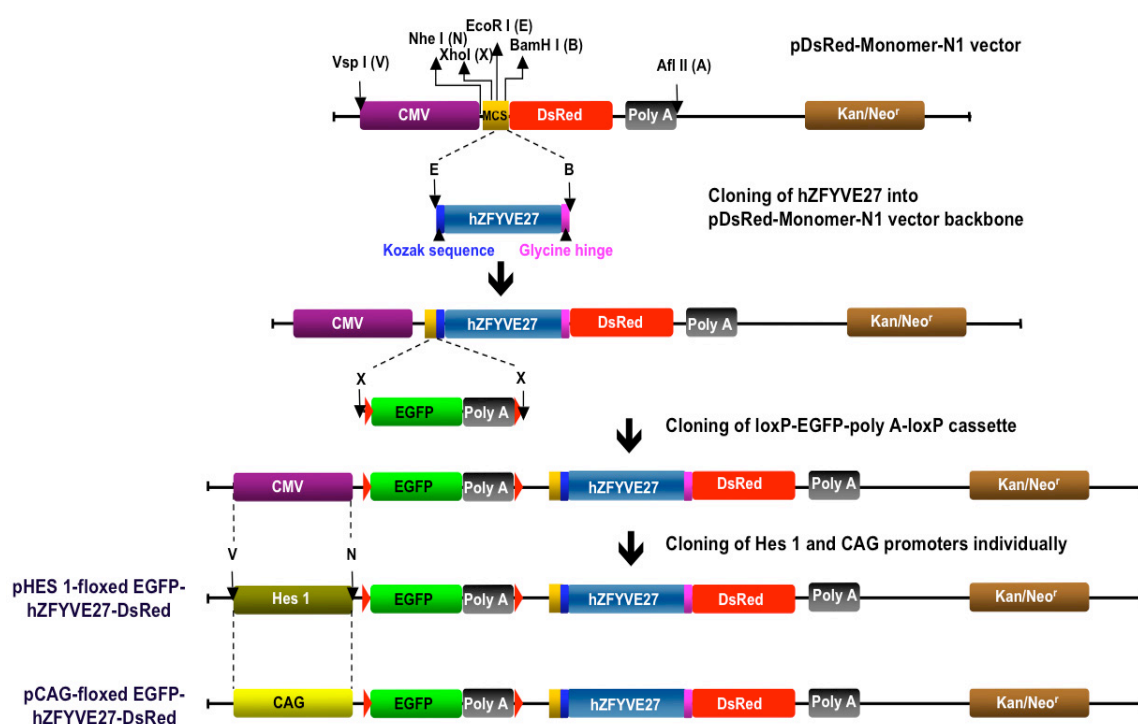 EcoR I (E)
Nhe I (N)
BamH I (B)
XhoI (X)
pDsRed-Monomer-N1 vector
Vsp I (V)
Afl II (A)
CMV
MCS
DsRed
Poly A
Kan/Neoʳ
E
B
Cloning of hZFYVE27 into
pDsRed-Monomer-N1 vector backbone
hZFYVE27
Kozak sequence
Glycine hinge
CMV
hZFYVE27
DsRed
Poly A
Kan/Neoʳ
X
X
EGFP
Poly A
Cloning of loxP-EGFP-poly A-loxP cassette
CMV
EGFP
Poly A
hZFYVE27
DsRed
Poly A
Kan/Neoʳ
V
N
Cloning of Hes 1 and CAG promoters individually
pHES 1-floxed EGFP-
hZFYVE27-DsRed
Hes 1
EGFP
Poly A
hZFYVE27
DsRed
Poly A
Kan/Neoʳ
pCAG-floxed EGFP-
hZFYVE27-DsRed
CAG
EGFP
Poly A
hZFYVE27
DsRed
Poly A
Kan/Neoʳ